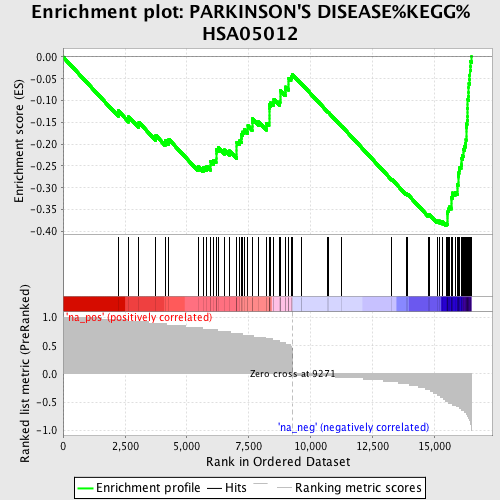 Enrichment plot: PARKINSON'S DISEASE%KEGG%
HSA05012
Enrichment score (ES)
0.00
-0.05
-0.10
-0.15
-0.20
-0.25
-0.30
-0.35
-0.40
Ranked list metric (PreRanked)
1.0
0.5
0.0
-0.5
-1.0
'na_pos' (positively correlated)
Zero cross at 9271
'na_neg' (negatively correlated)
0
2,500
5,000
7,500
10,000
12,500
15,000
Rank in Ordered Dataset
Enrichment profile
Hits
Ranking metric scores